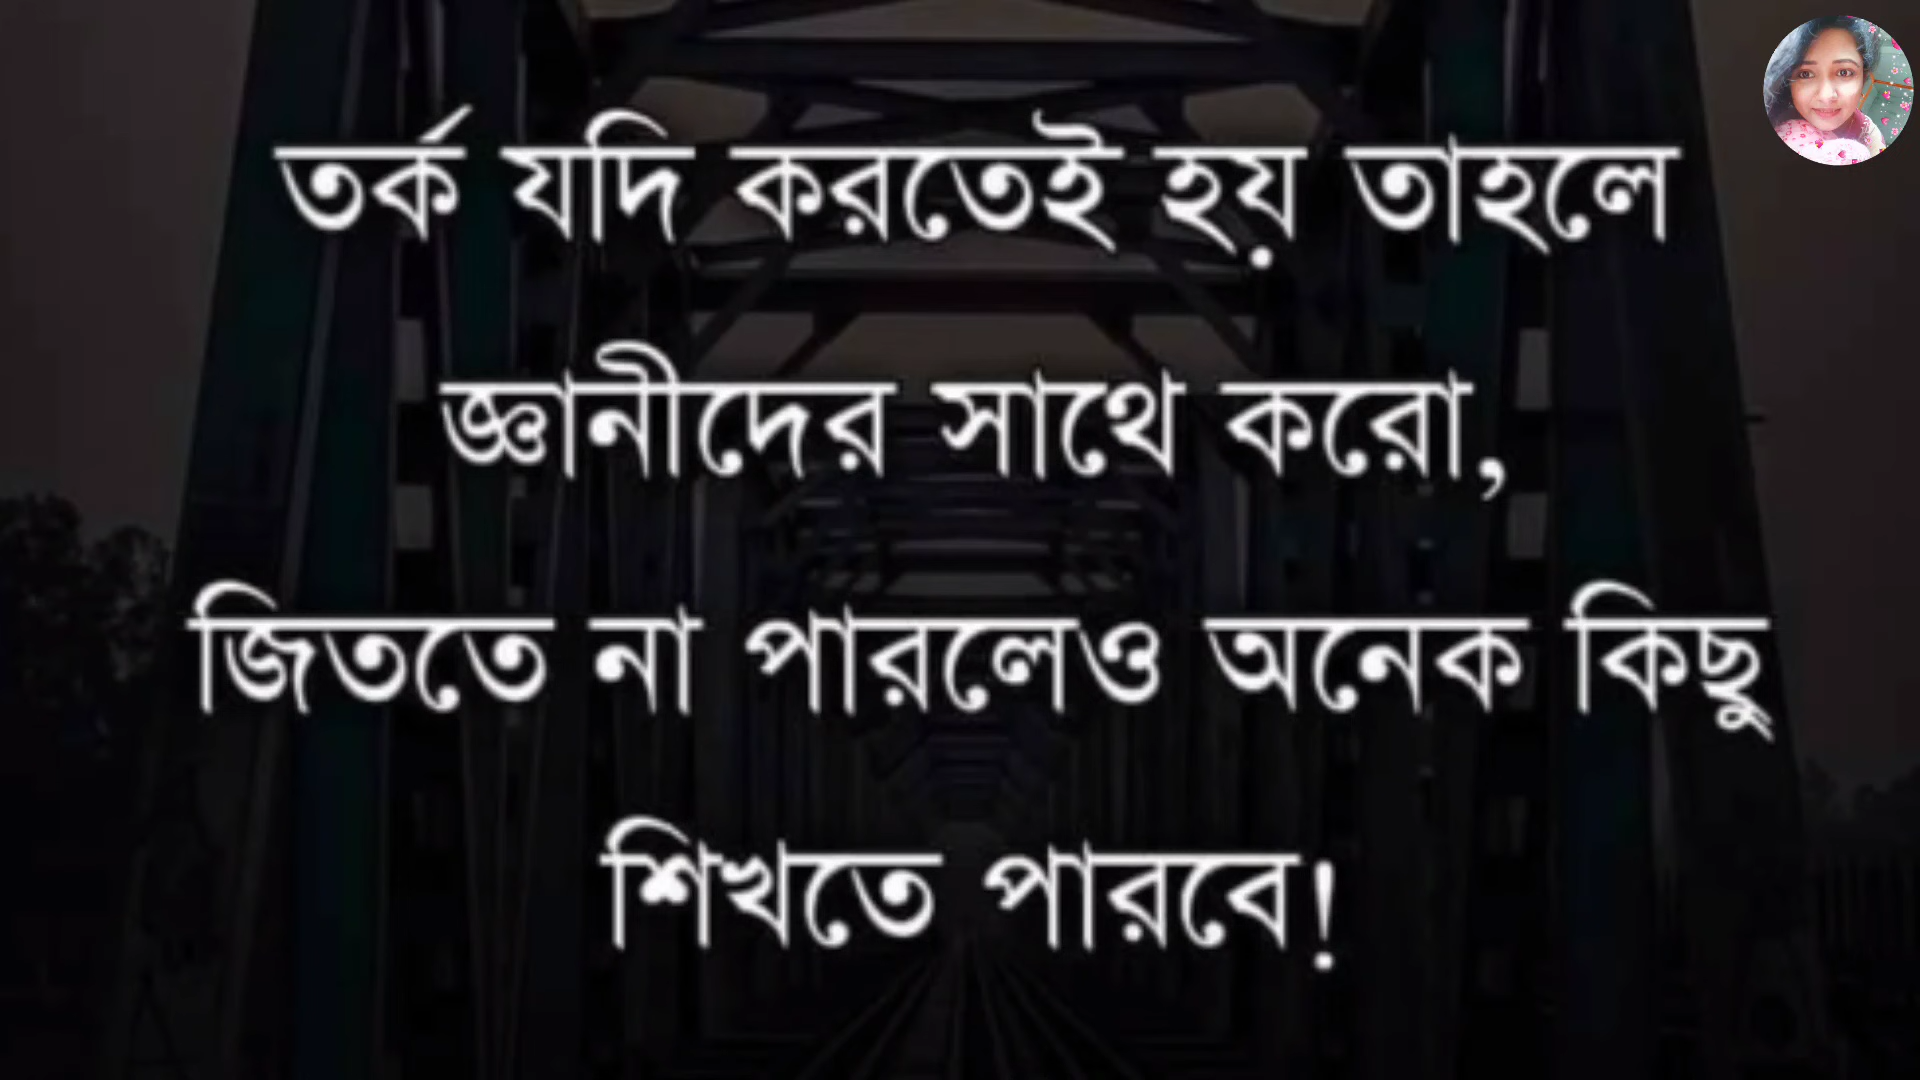 তর্ক যদি করতেই হয় তাহলে
জ্ঞানীদের সাথে করো,
জিততে না পারলেও অনেক কিছু
শিখতে পারবে!